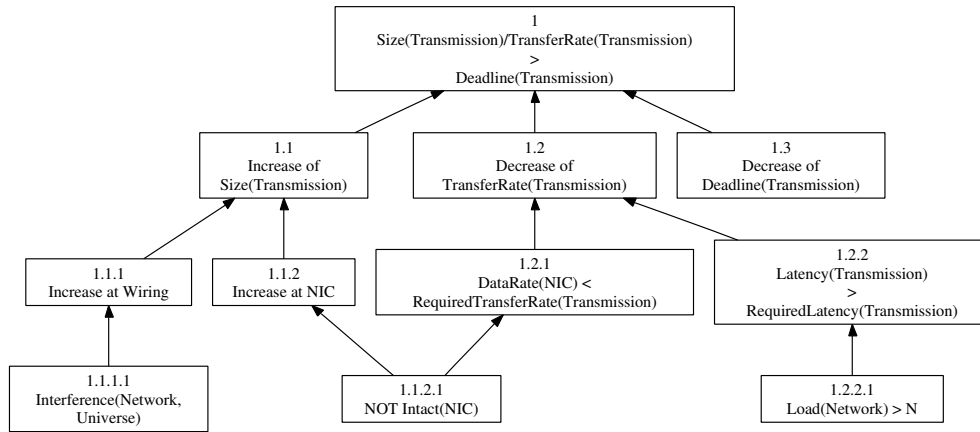 1
Size(Transmission)/TransferRate(Transmission)
>
Deadline(Transmission)
1.1
Increase of
Size(Transmission)
1.2
Decrease of
TransferRate(Transmission)
1.3
Decrease of
Deadline(Transmission)
1.1.1
Increase at Wiring
1.1.2
Increase at NIC
1.2.1
DataRate(NIC) <
RequiredTransferRate(Transmission)
1.2.2
Latency(Transmission)
>
RequiredLatency(Transmission)
1.1.1.1
Interference(Network,
Universe)
1.1.2.1
NOT Intact(NIC)
1.2.2.1
Load(Network) > N